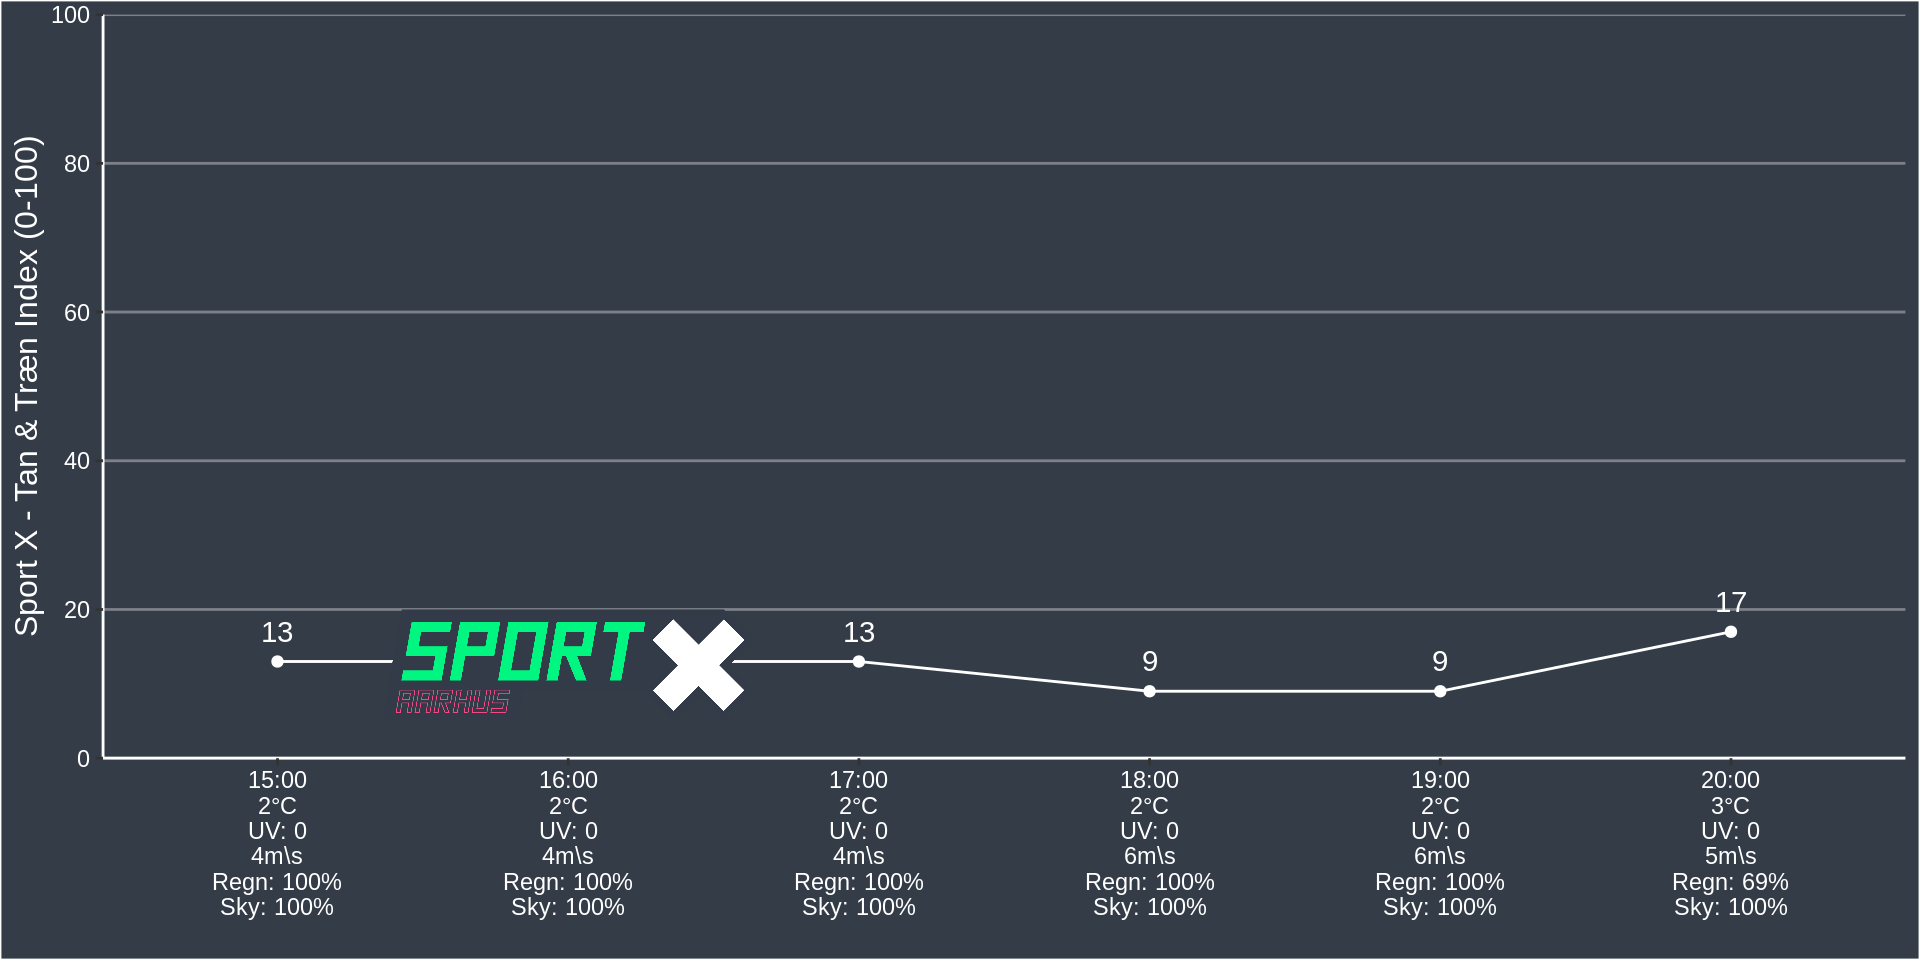 Sport X - Tan & Træn Index (0-100)
100
80
60
40
20
0
13
13
9
9
17
SPORT X
AARHUS
15:00 16:00 17:00 18:00 19:00 20:00
2°C 2°C 2°C 2°C 2°C 3°C
UV: 0 UV: 0 UV: 0 UV: 0 UV: 0 UV: 0
4m\s 4m\s 4m\s 6m\s 6m\s 5m\s
Regn: 100% Regn: 100% Regn: 100% Regn: 100% Regn: 100% Regn: 69%
Sky: 100% Sky: 100% Sky: 100% Sky: 100% Sky: 100% Sky: 100%